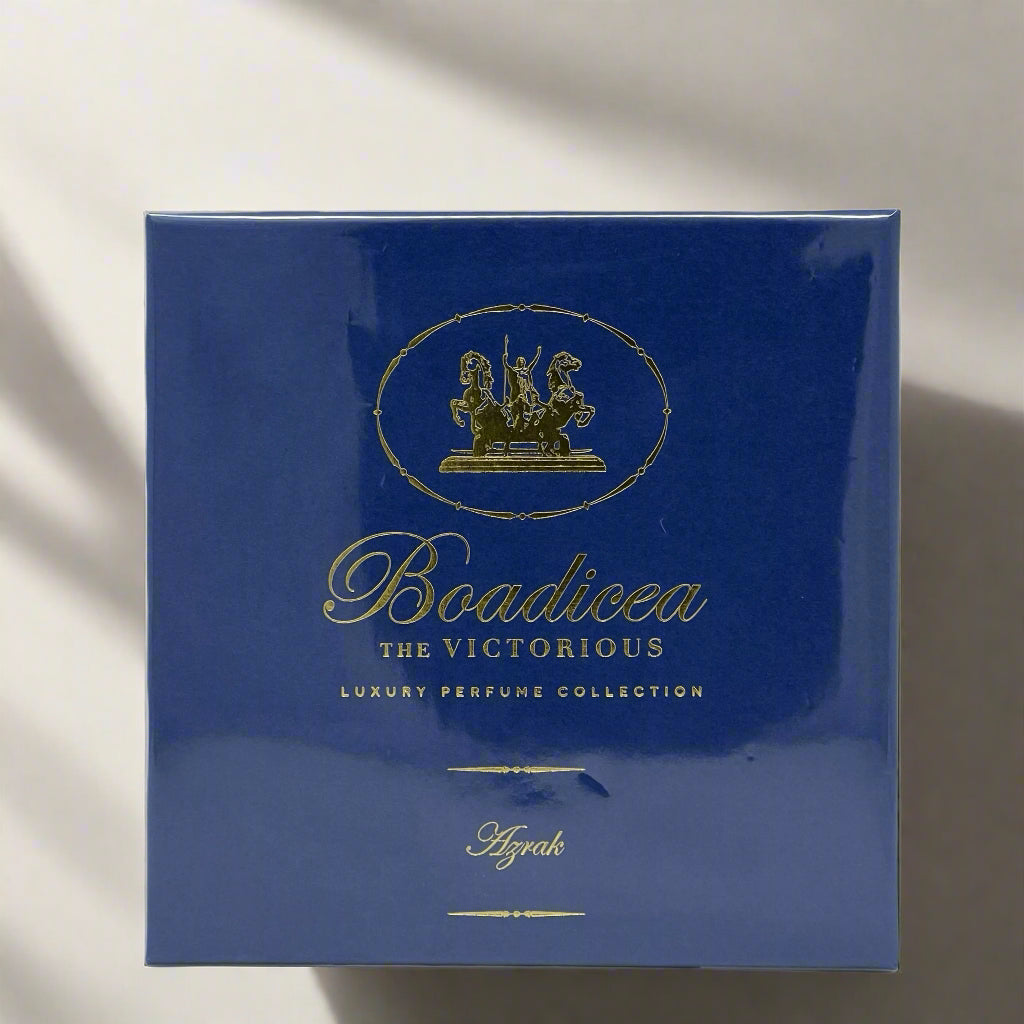 Boadicea
THE VICTORIOUS
LUXURY PERFUME COLLECTION
Azrak